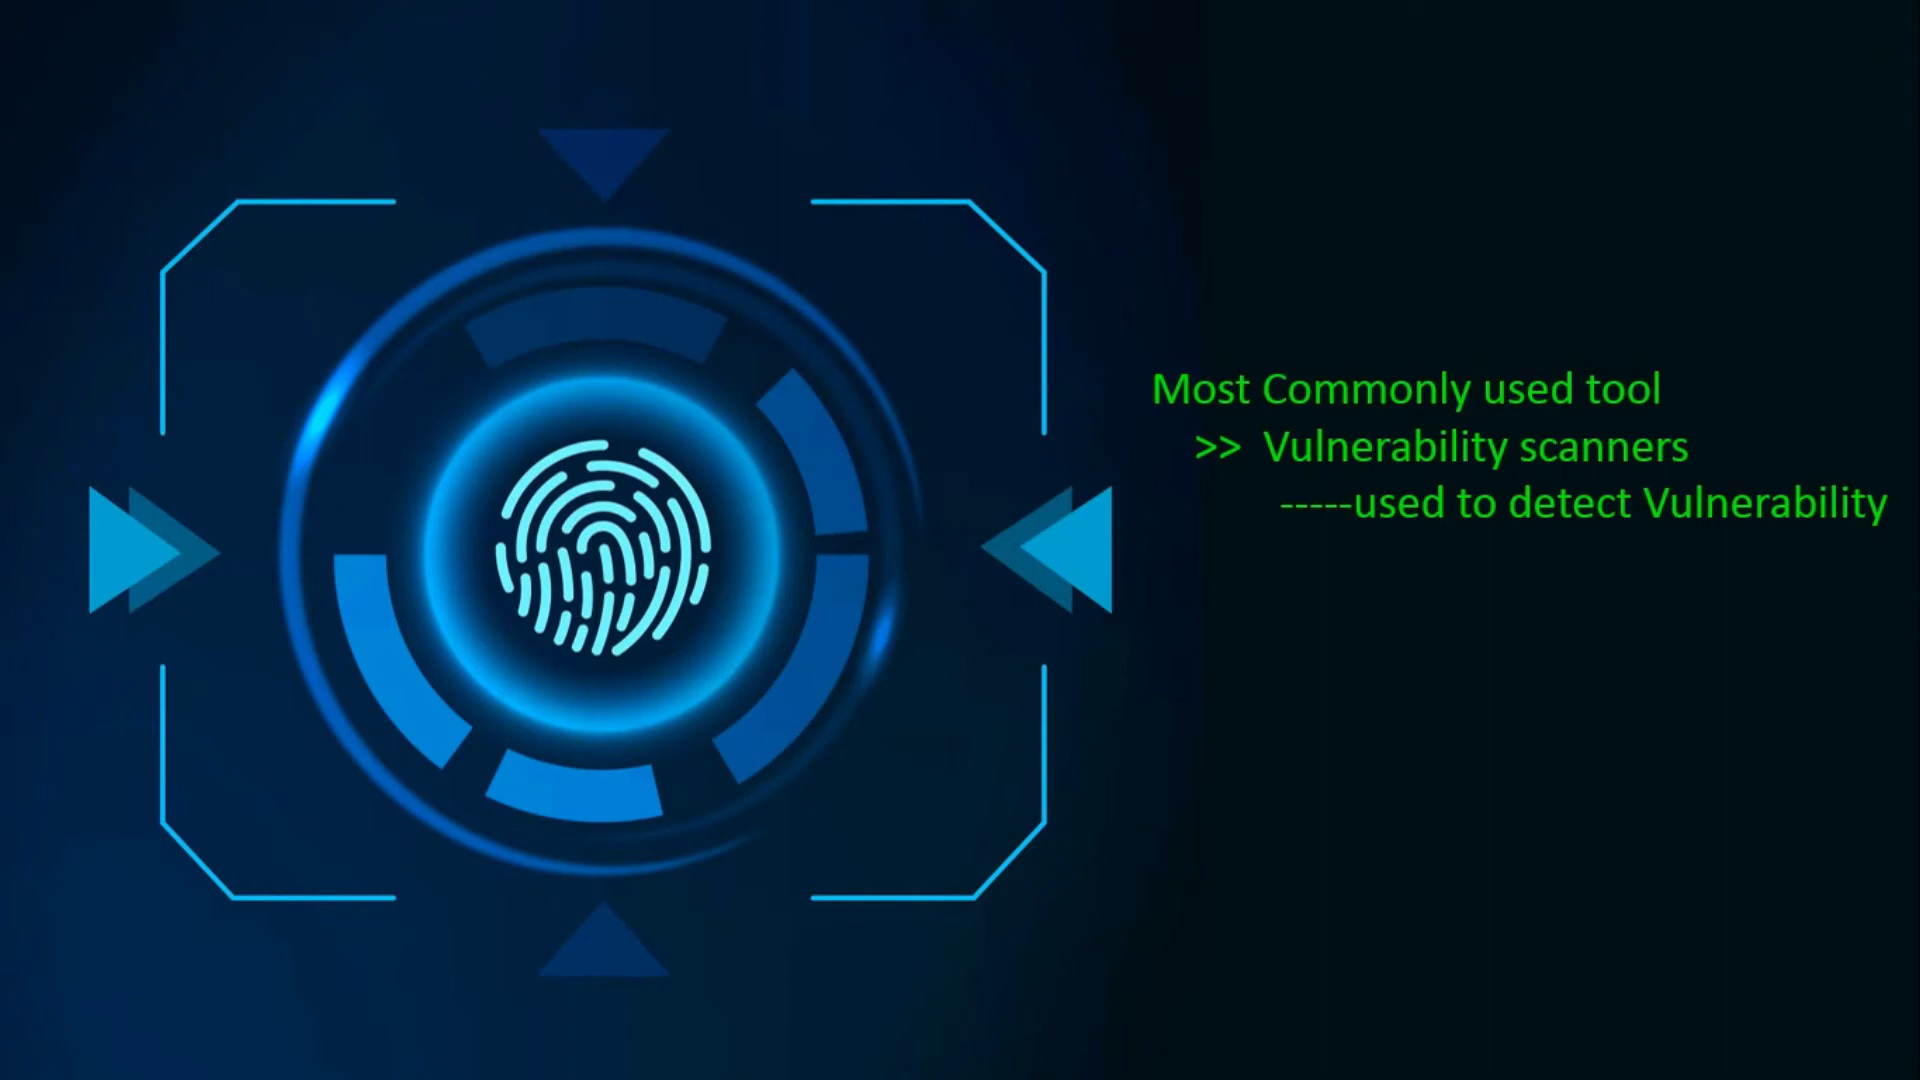 Most Commonly used tool
>> Vulnerability scanners
-----used to detect Vulnerability